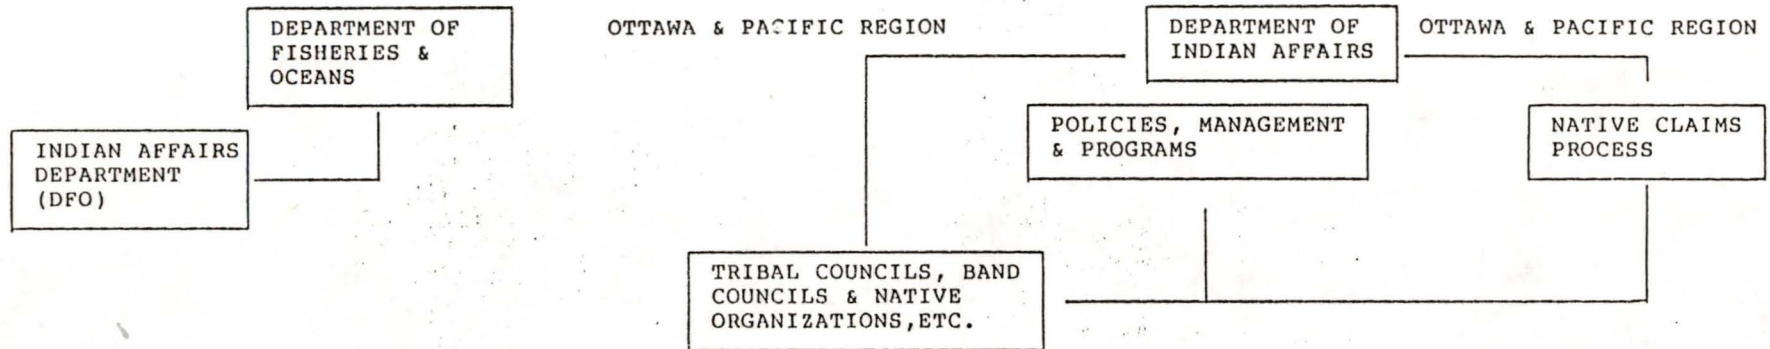 DEPARTMENT OF
FISHERIES &
OCEANS
OTTAWA & PACIFIC REGION
DEPARTMENT OF
INDIAN AFFAIRS
OTTAWA & PACIFIC REGION
INDIAN AFFAIRS
DEPARTMENT
(DFO)
POLICIES, MANAGEMENT
& PROGRAMS
NATIVE CLAIMS
PROCESS
TRIBAL COUNCILS, BAND
COUNCILS & NATIVE
ORGANIZATIONS,ETC.